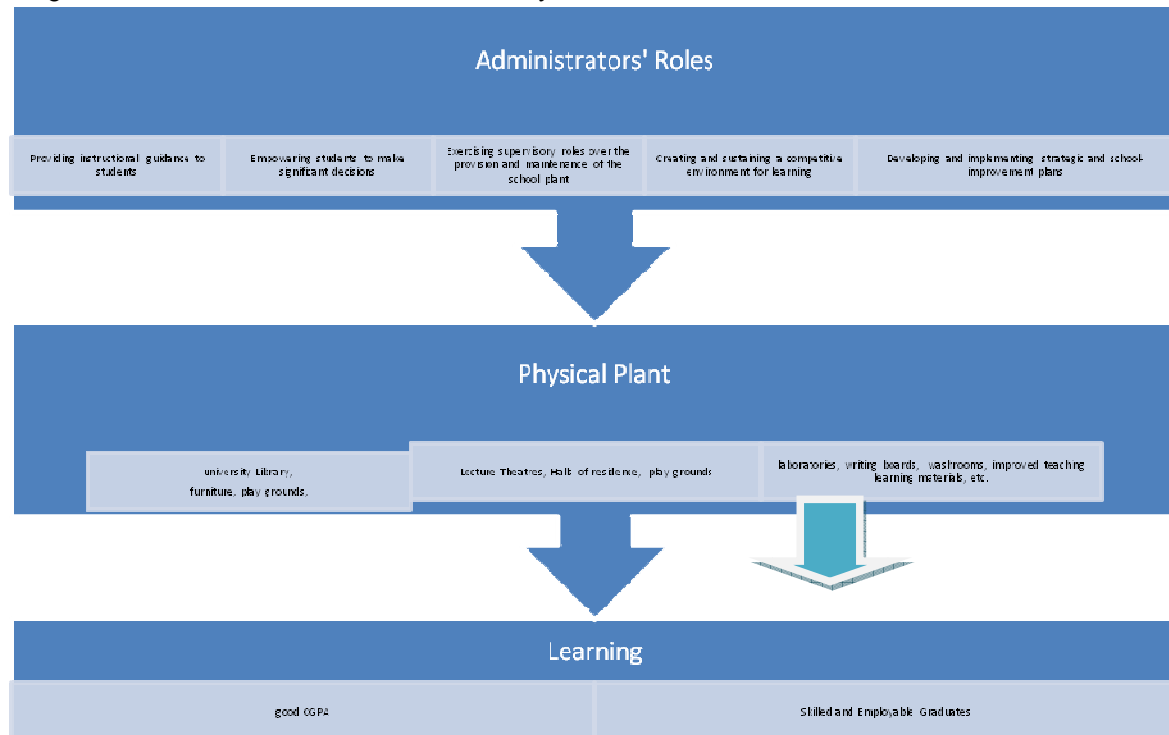 Administrators' Roles
Providing instructional guidance to
students
Empowering students to make
significant decisions
Exercising supervisory roles over the
provision and maintenance of the
school plant
Creating and sustaining a competitive
environment for learning
Developing and implementing strategic and school-
improvement plans
Physical Plant
university Library,
furniture, play grounds,
Lecture Theatres, Halls of residence, play grounds
laboratories, writing boards, washrooms, improved teaching
learning materials, etc.
Learning
good CGPA
Skilled and Employable Graduates